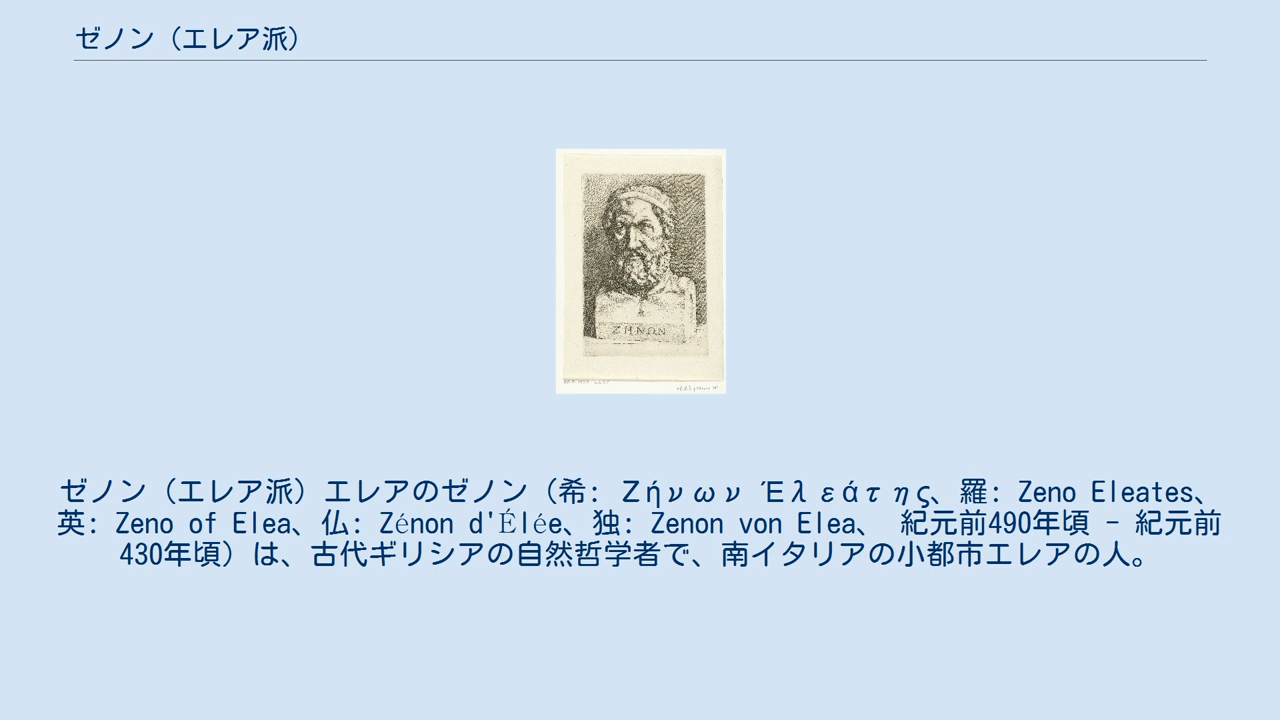 ゼノン（エレア派）
ZHNΩN
ゼノン（エレア派）エレアのゼノン（希: Ζήνων Ἐλεάτης、羅: Zeno Eleates、
英: Zeno of Elea、仏: Zénon d'Élée、独: Zenon von Elea、 紀元前490年頃 - 紀元前
430年頃）は、古代ギリシアの自然哲学者で、南イタリアの小都市エレアの人。